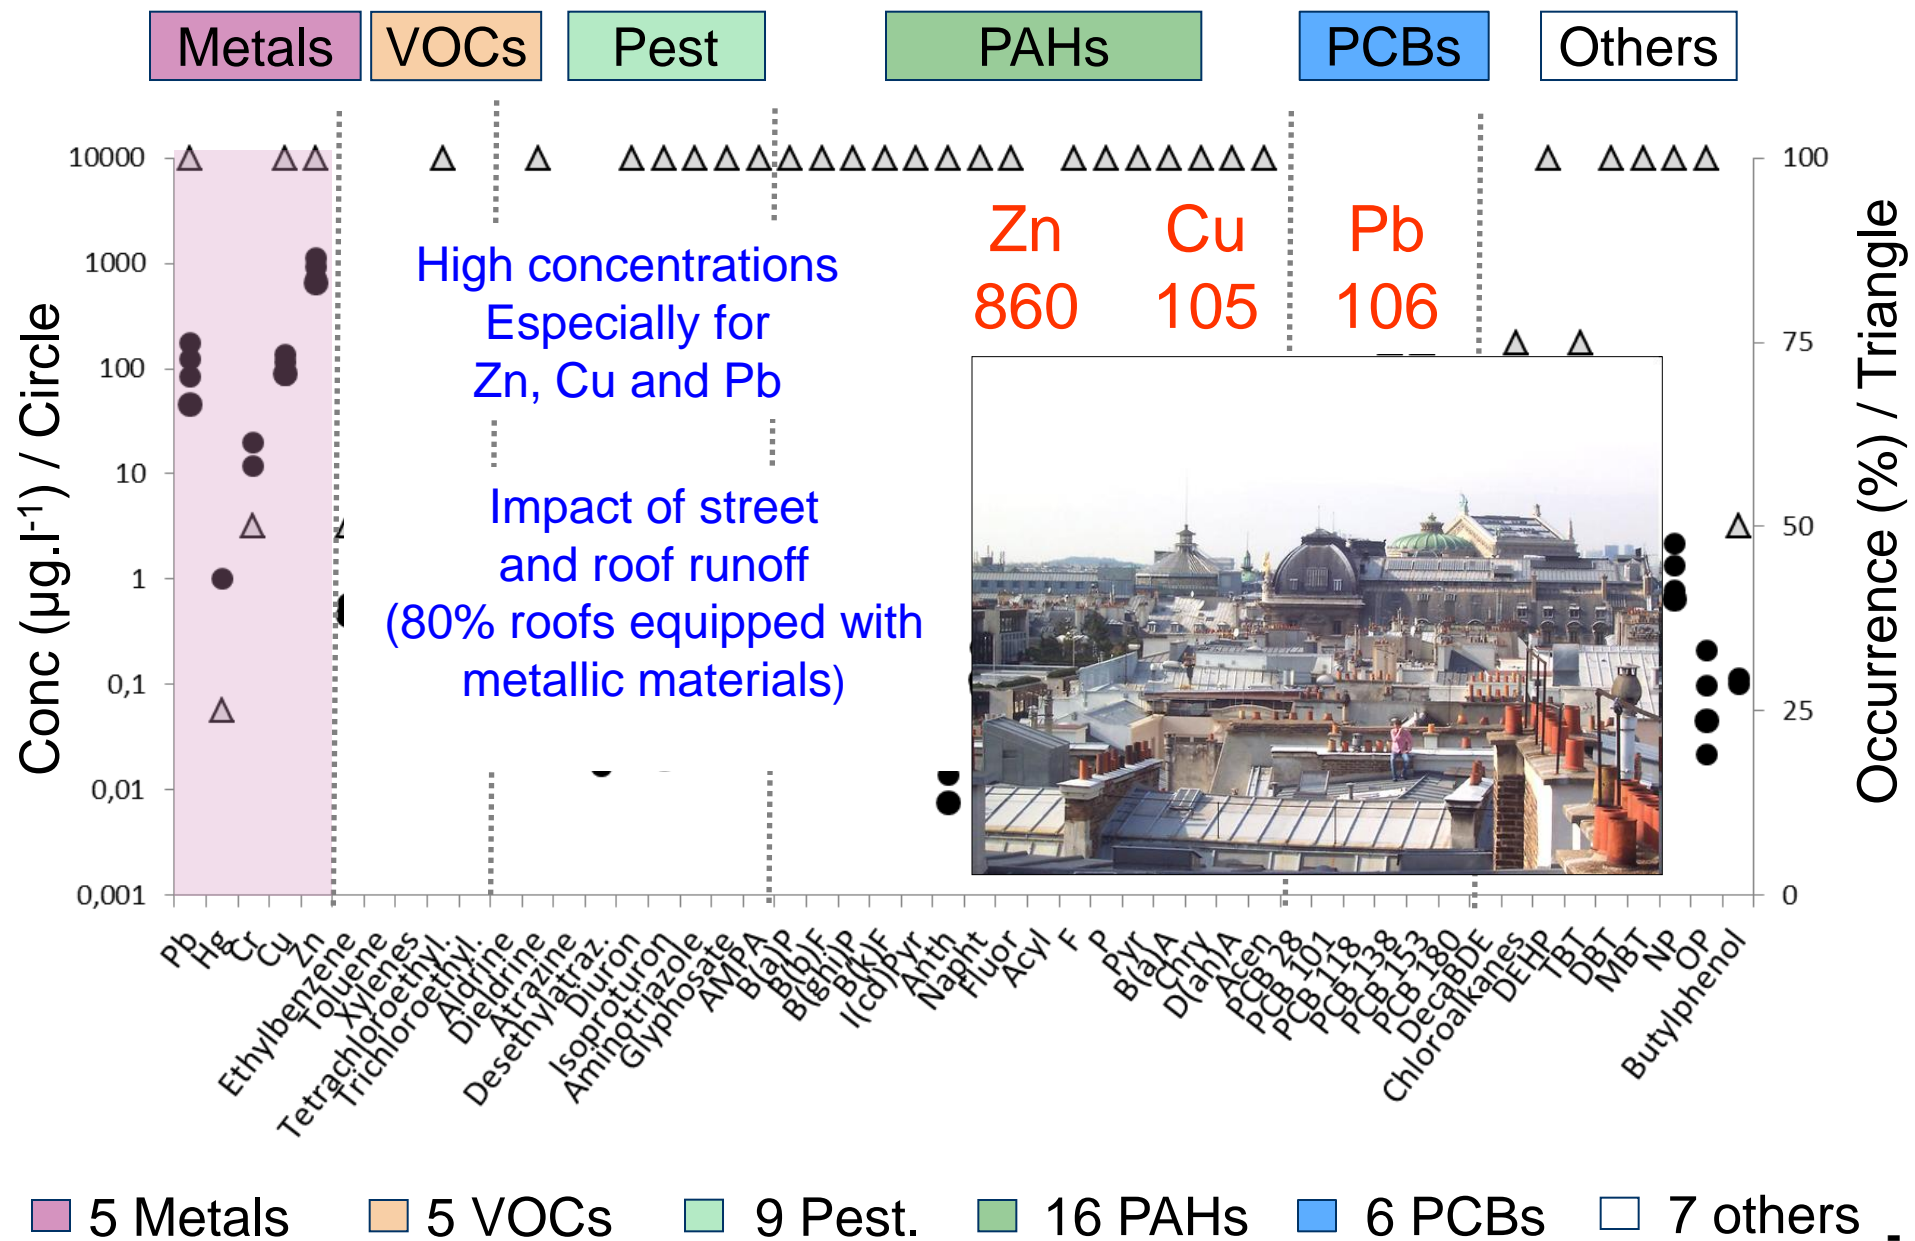 Metals VOCs Pest PAHs PCBs Others
10000
1000
100
10
1
0,1
0,01
0,001
Conc (µg.l-1) / Circle
100
75
50
25
0
Occurrence (%) / Triangle
High concentrations
Especially for
Zn, Cu and Pb
Impact of street
and roof runoff
(80% roofs equipped with
metallic materials)
Zn Cu Pb
860 105 106
Pb
Hg
Cr
Cu
Zn
Ethylbenzene
Toluene
Xylenes
Tetrachloroethyl.
Trichloroethyl.
Aldrine
Dieldrine
Atrazine
Desethylatraz.
Diuron
Isoproturon
Aminotriazole
Glyphosate
AMPA
B(a)P
B(b)F
B(ghi)P
B(k)F
I(cd)Pyr
Anth
Napht
Fluor
Acyl
F
P
Pyr
B(a)A
Chry
D(ah)A
Acen
PCB 28
PCB 101
PCB 118
PCB 138
PCB 153
PCB 180
DecaBDE
Chloroalkanes
DEHP
TBT
DBT
MBT
NP
OP
Butylphenol
5 Metals 5 VOCs 9 Pest. 16 PAHs 6 PCBs 7 others